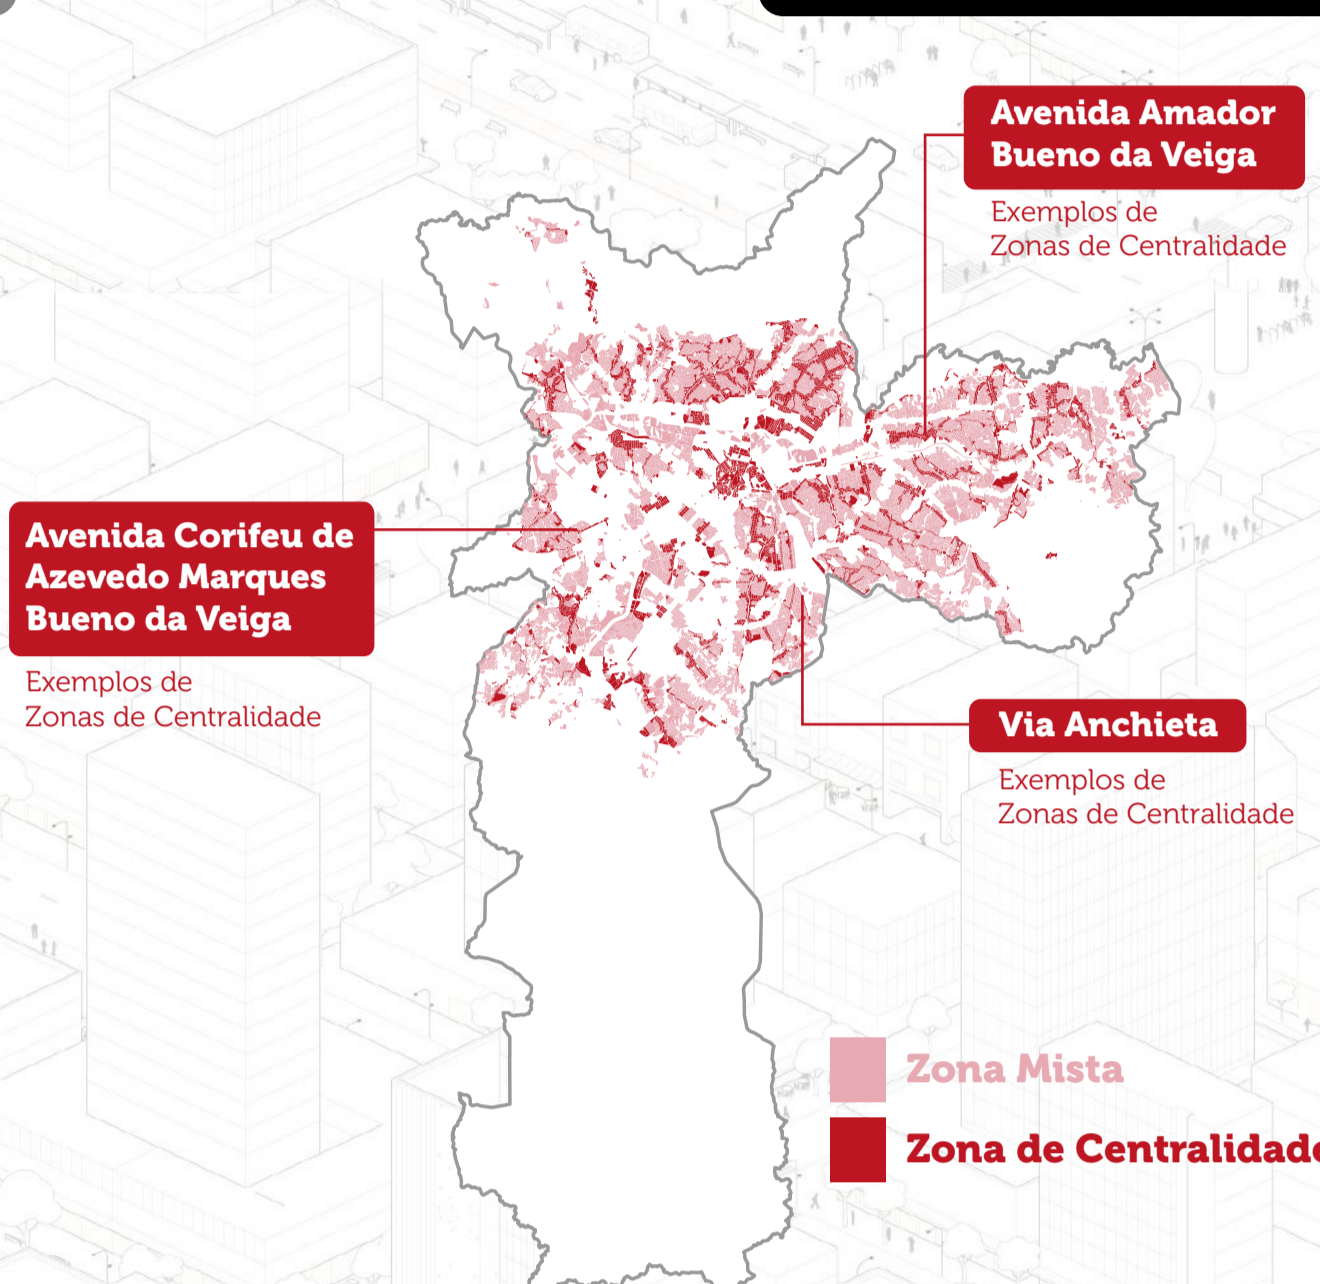 Avenida Amador
Bueno da Veiga
Exemplos de
Zonas de Centralidade
Avenida Corifeu de
Azevedo Marques
Bueno da Veiga
Exemplos de
Zonas de Centralidade
Via Anchieta
Exemplos de
Zonas de Centralidade
Zona Mista
Zona de Centralidade